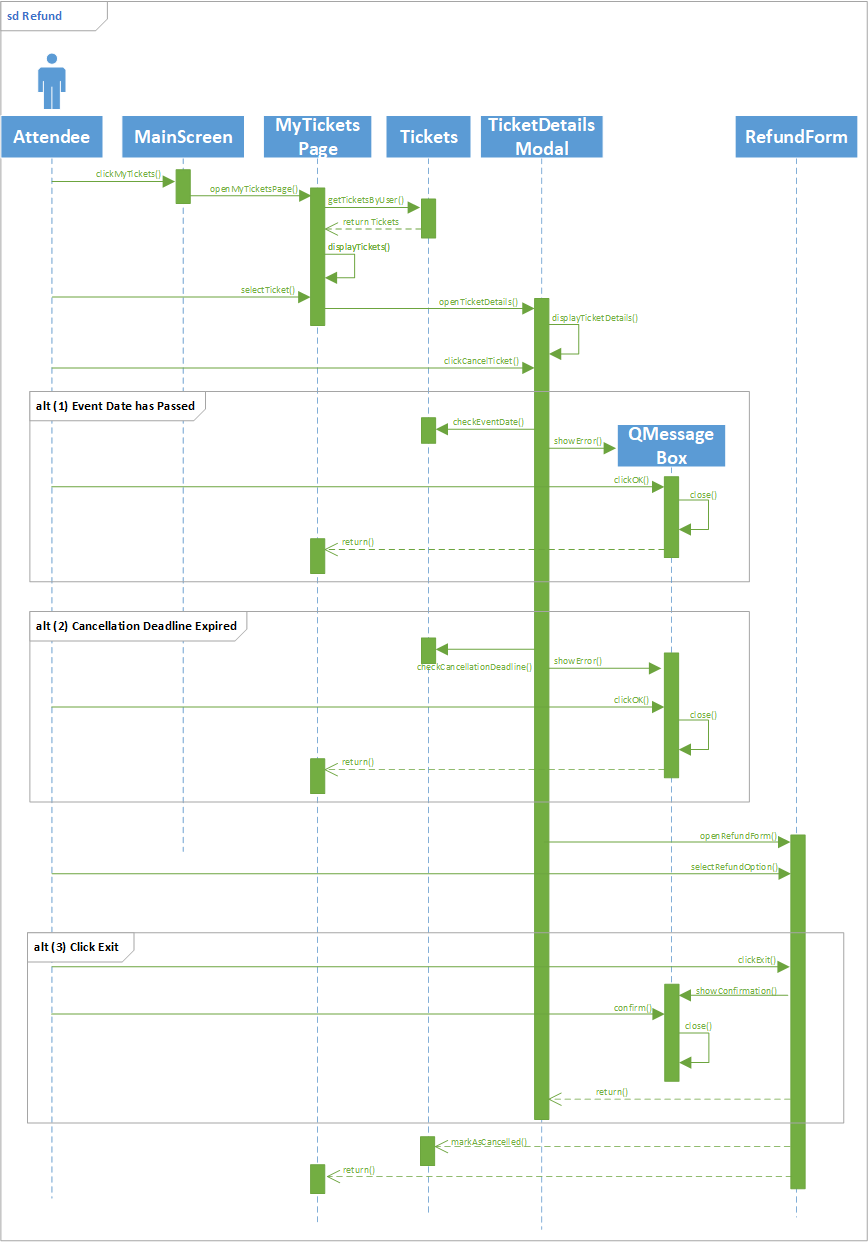 sd Refund
Attendee
MainScreen
MyTickets
Page
Tickets
TicketDetails
Modal
RefundForm
clickMyTickets()
openMyTicketsPage()
getTicketsByUser()
return Tickets
displayTickets()
selectTicket()
openTicketDetails()
displayTicketDetails()
clickCancelTicket()
alt (1) Event Date has Passed
checkEventDate()
showError()
QMessage
Box
clickOK()
close()
return()
alt (2) Cancellation Deadline Expired
checkCancellationDeadline()
showError()
clickOK()
close()
return()
openRefundForm()
selectRefundOption()
alt (3) Click Exit
clickExit()
showConfirmation()
confirm()
close()
return()
markAsCancelled()
return()